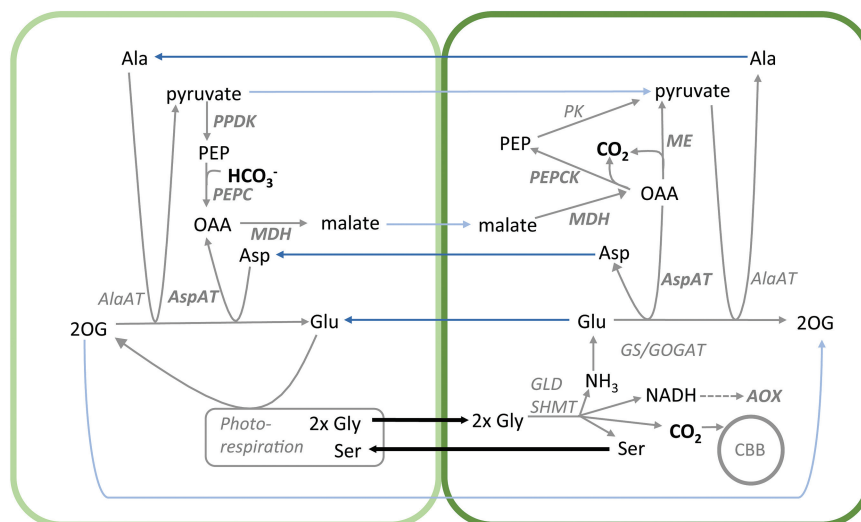 Ala
Ala
pyruvate
pyruvate
PK
PPDK
ME
PEP
PEP
CO2
HCO3-
PEPCK
PEPC
OAA
OAA
malate
malate
MDH
MDH
Asp
Asp
AlaAT
AspAT
AspAT
AlaAT
2OG
Glu
Glu
2OG
GS/GOGAT
GLD
SHMT
NH3
NADH
AOX
Photo-
respiration
2x Gly
2x Gly
CO2
CBB
Ser
Ser